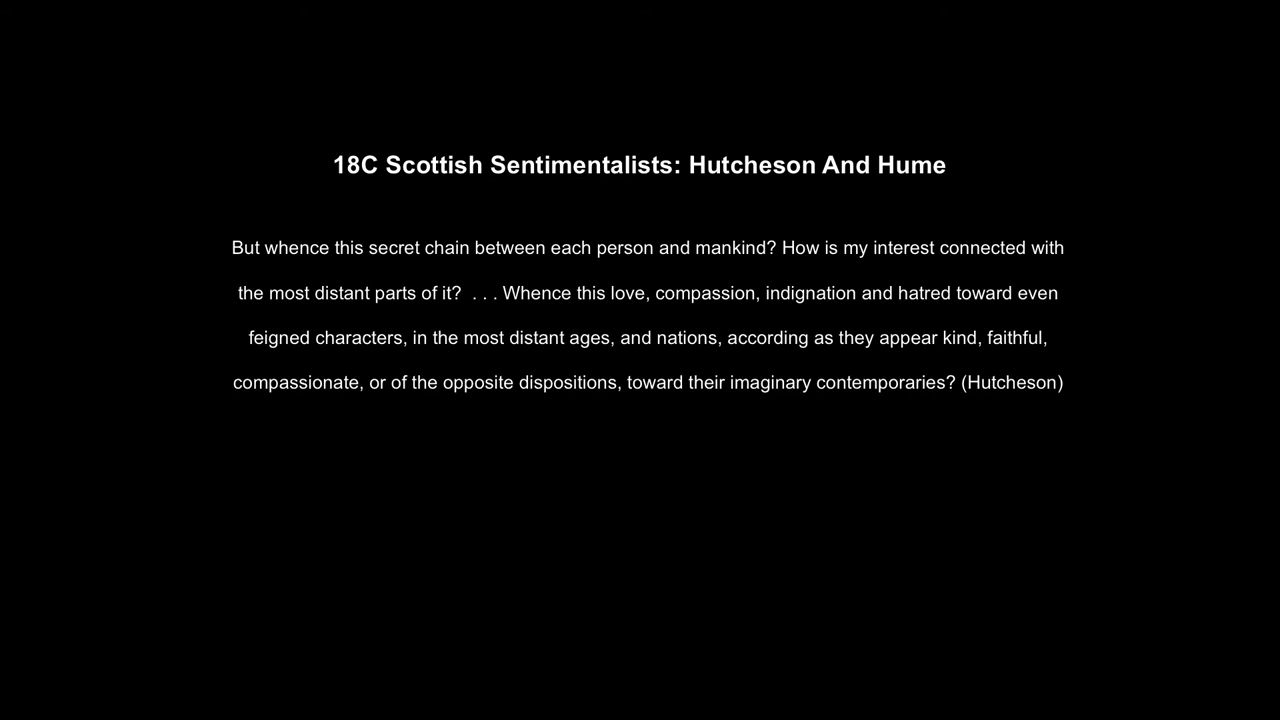 18C Scottish Sentimentalists: Hutcheson And Hume
But whence this secret chain between each person and mankind? How is my interest connected with
the most distant parts of it?  . . . Whence this love, compassion, indignation and hatred toward even
feigned characters, in the most distant ages, and nations, according as they appear kind, faithful,
compassionate, or of the opposite dispositions, toward their imaginary contemporaries? (Hutcheson)